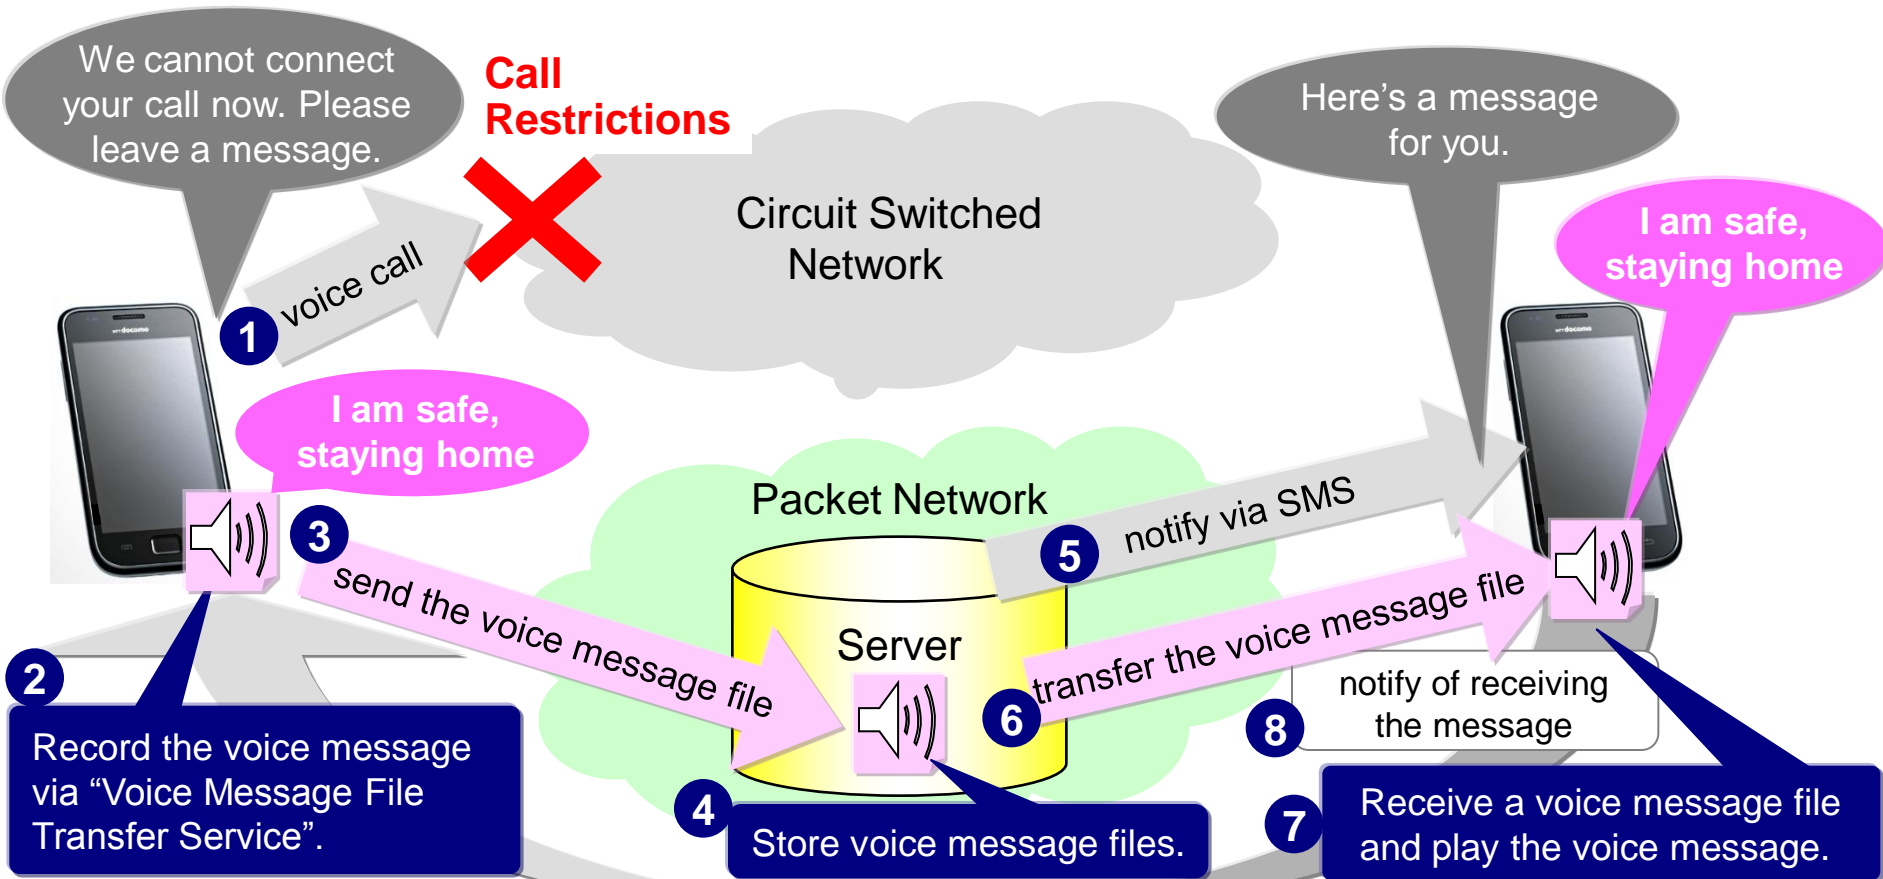 We cannot connect
your call now. Please
leave a message.
Call
Restrictions
Here’s a message
for you.
Circuit Switched
Network
I am safe,
staying home
1
voice call
docomo
docomo
I am safe,
staying home
Packet Network
3
send the voice message file
5
notify via SMS
Server
6
transfer the voice message file
2
Record the voice message
via “Voice Message File
Transfer Service”.
4
Store voice message files.
8
notify of receiving
the message
7
Receive a voice message file
and play the voice message.